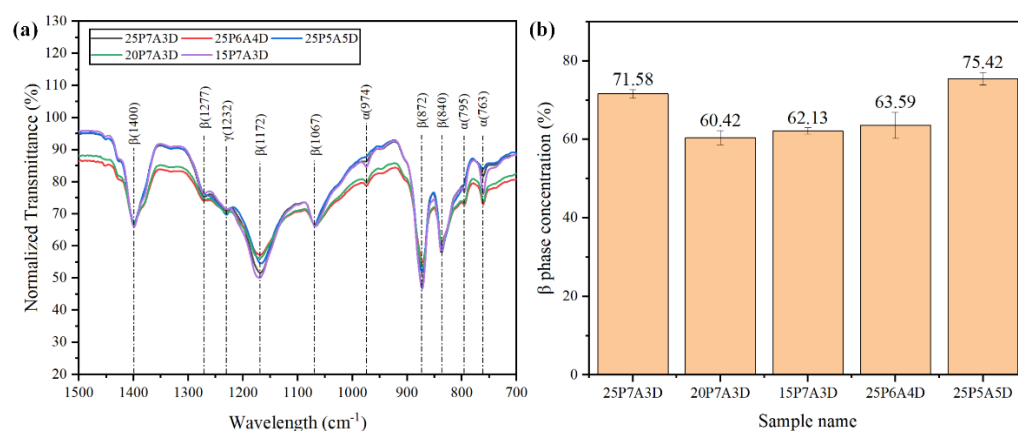 (a)
130
120
110
100
90
80
70
60
50
40
30
20
Normalized Transmittance (%)
25P7A3D 25P6A4D 25P5A5D
20P7A3D 15P7A3D
β(1400)
β(1277)
γ(1232)
β(1172)
β(1067)
α(974)
β(872)
β(840)
α(795)
α(763)
1500 1400 1300 1200 1100 1000 900 800 700
Wavelength (cm⁻¹)
(b)
80
60
40
20
0
β phase concentration (%)
71.58
60.42
62.13
63.59
75.42
25P7A3D 20P7A3D 15P7A3D 25P6A4D 25P5A5D
Sample name